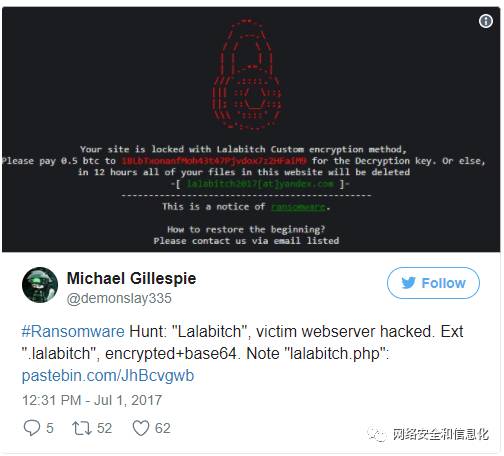 Your site is locked with Lalabitch Custom encryption method,
Please pay 0.5 btc to for the Decryption key. Or else,
in 12 hours all of your files in this website will be deleted
-[ lalabitch2017[at]yandex.com ]-
This is a notice of ransomware.
How to restore the beginning?
Please contact us via email listed
Michael Gillespie
@demonslay335
Follow
#Ransomware Hunt: "Lalabitch", victim webserver hacked. Ext
".lalabitch", encrypted+base64. Note "lalabitch.php":
pastebin.com/JhBcvgwb
12:31 PM - Jul 1, 2017
5 52 62
网络安全和信息化